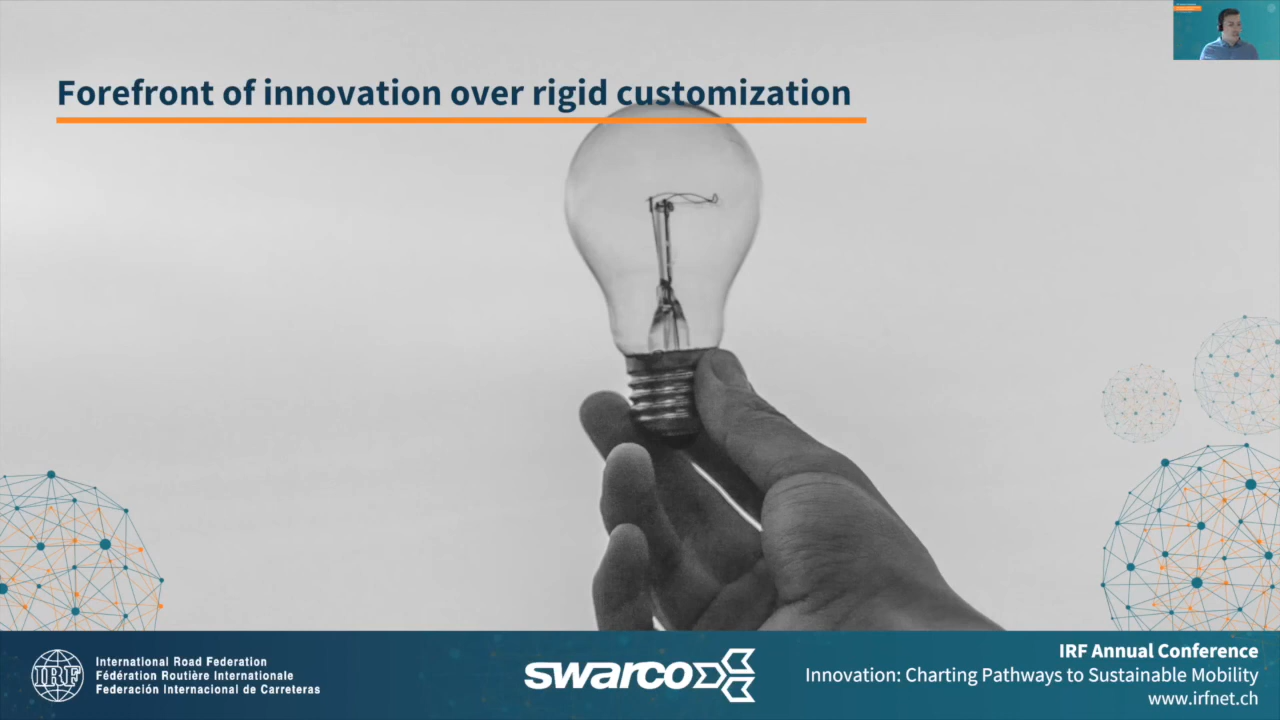 Forefront of innovation over rigid customization
IRF
International Road Federation
Fédération Routière Internationale
Federación Internacional de Carreteras
swarco
IRF Annual Conference
Innovation: Charting Pathways to Sustainable Mobility
www.irfnet.ch